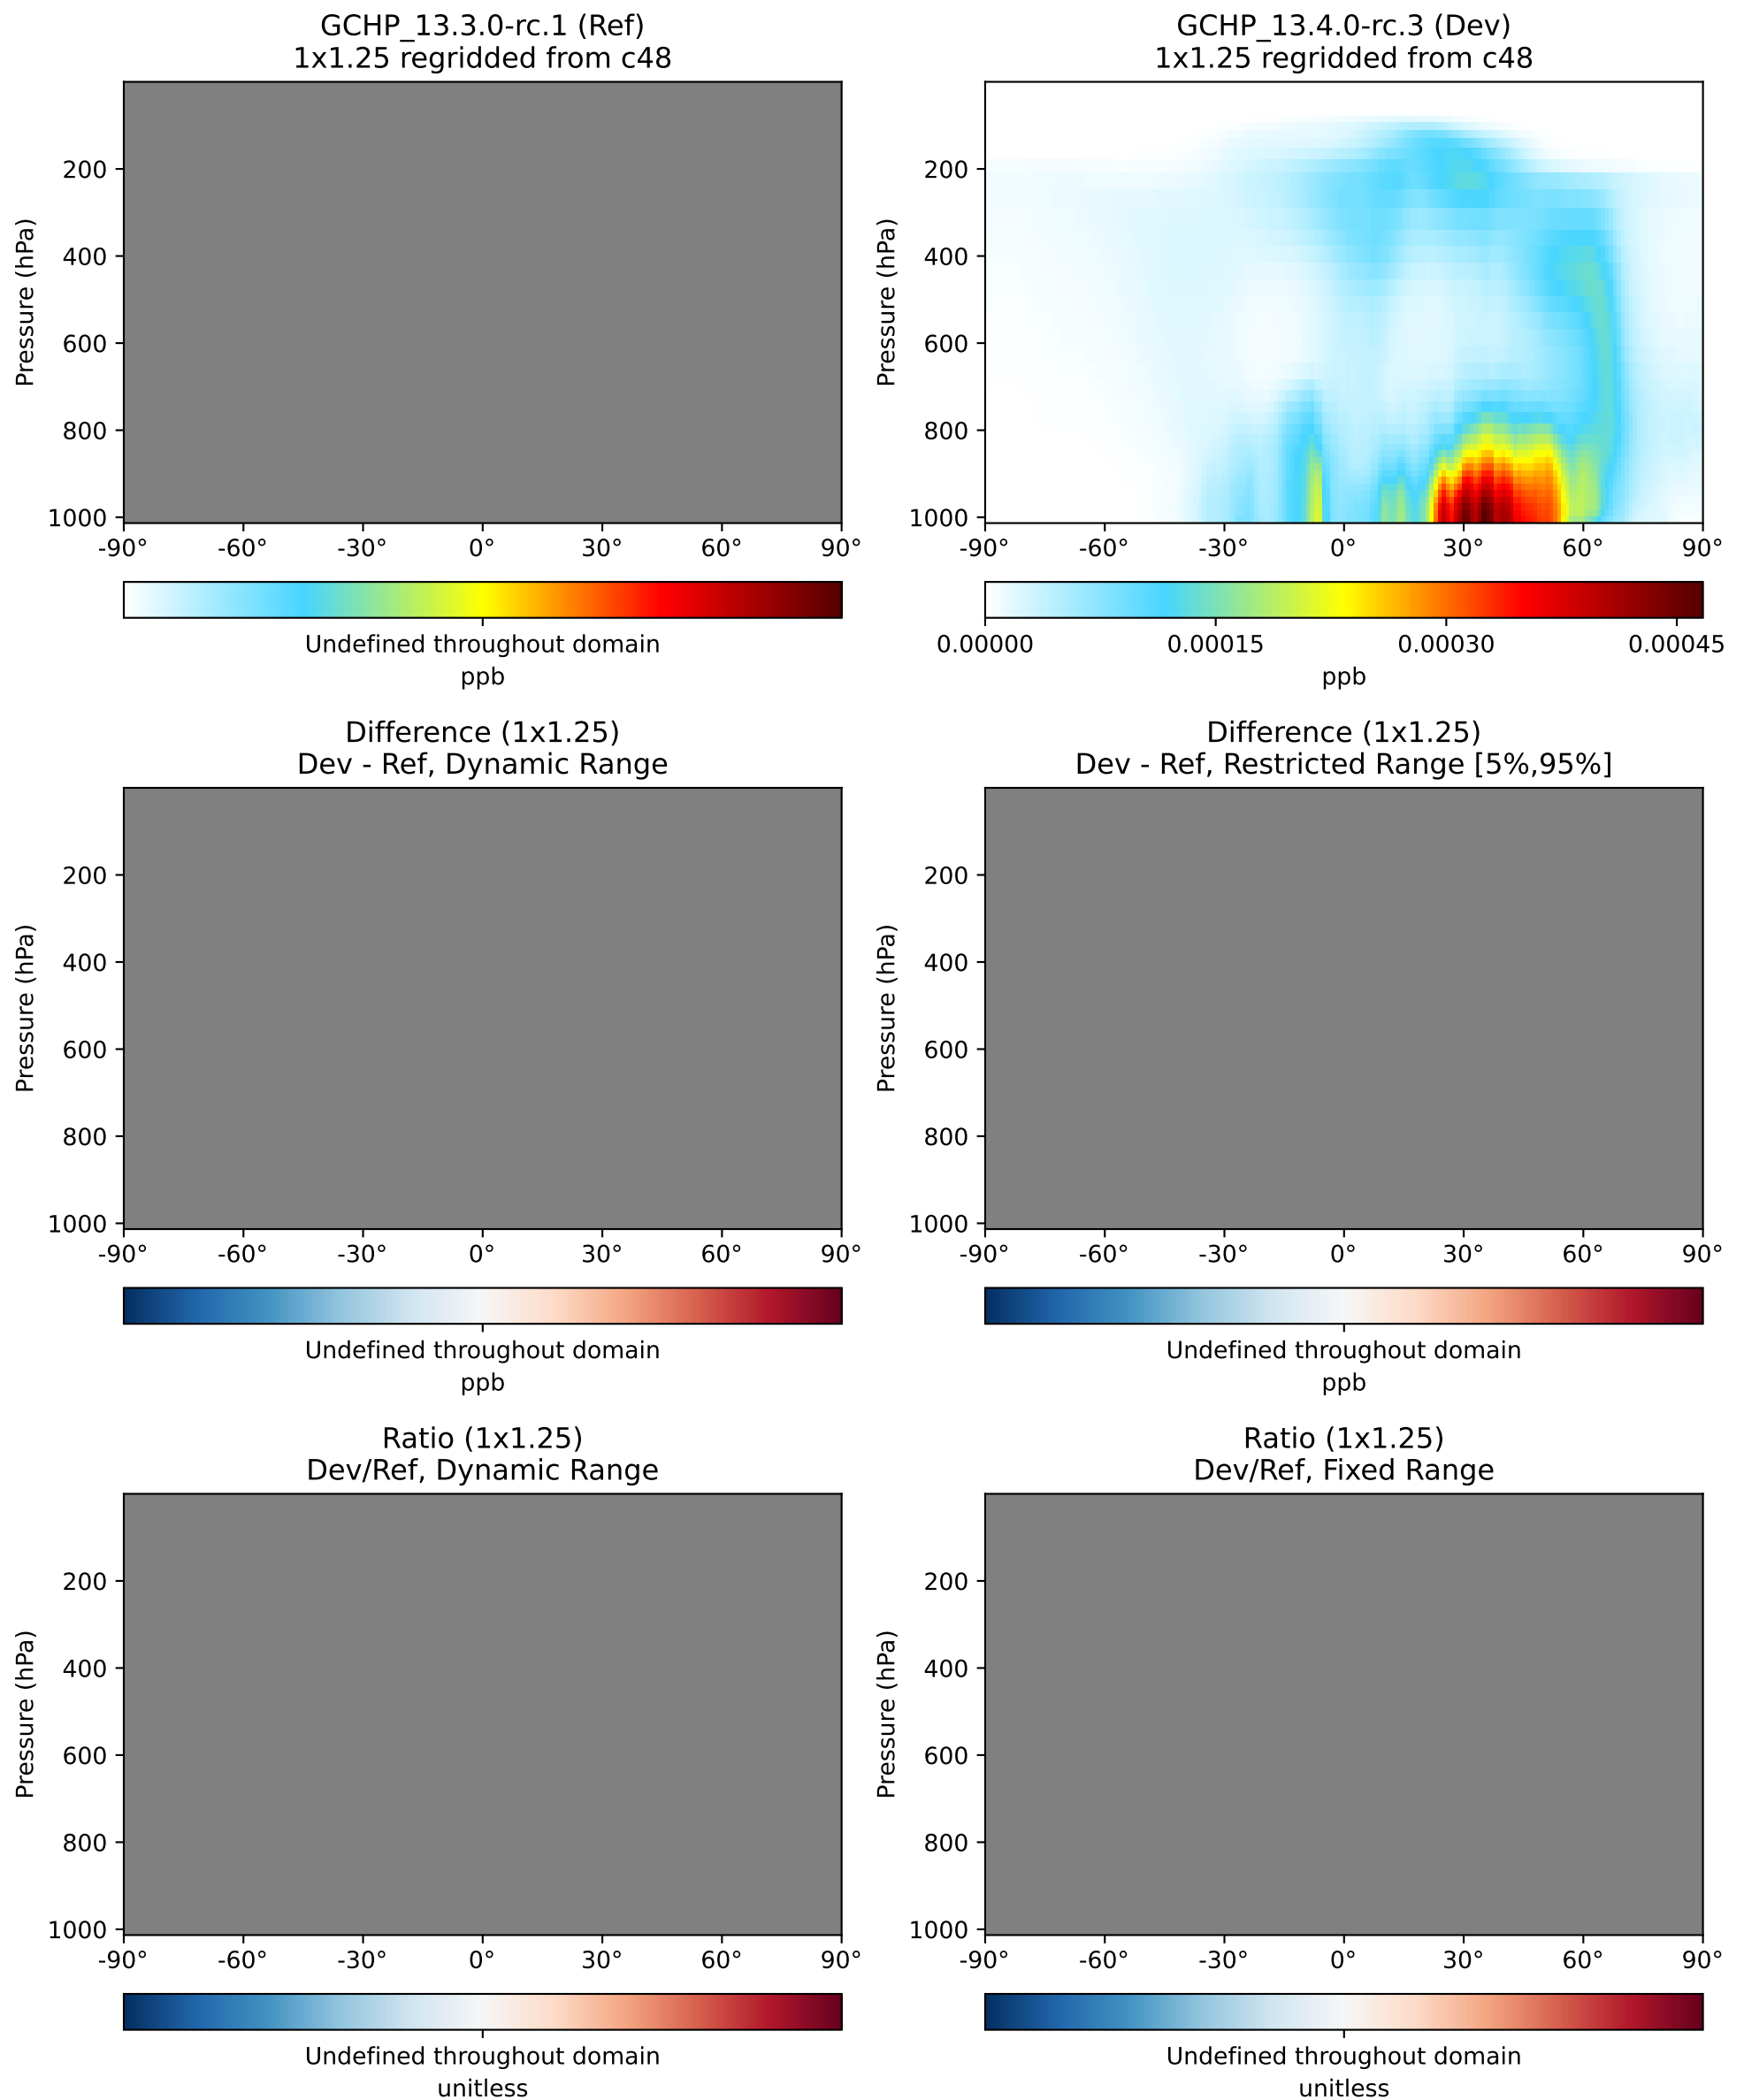 GCHP_13.3.0-rc.1 (Ref)
1x1.25 regridded from c48
Pressure (hPa)
200
400
600
800
1000
-90° -60° -30° 0° 30° 60° 90°
Undefined throughout domain
ppb
GCHP_13.4.0-rc.3 (Dev)
1x1.25 regridded from c48
Pressure (hPa)
200
400
600
800
1000
-90° -60° -30° 0° 30° 60° 90°
0.00000 0.00015 0.00030 0.00045
ppb
Difference (1x1.25)
Dev - Ref, Dynamic Range
Pressure (hPa)
200
400
600
800
1000
-90° -60° -30° 0° 30° 60° 90°
Undefined throughout domain
ppb
Difference (1x1.25)
Dev - Ref, Restricted Range [5%,95%]
Pressure (hPa)
200
400
600
800
1000
-90° -60° -30° 0° 30° 60° 90°
Undefined throughout domain
ppb
Ratio (1x1.25)
Dev/Ref, Dynamic Range
Pressure (hPa)
200
400
600
800
1000
-90° -60° -30° 0° 30° 60° 90°
Undefined throughout domain
unitless
Ratio (1x1.25)
Dev/Ref, Fixed Range
Pressure (hPa)
200
400
600
800
1000
-90° -60° -30° 0° 30° 60° 90°
Undefined throughout domain
unitless